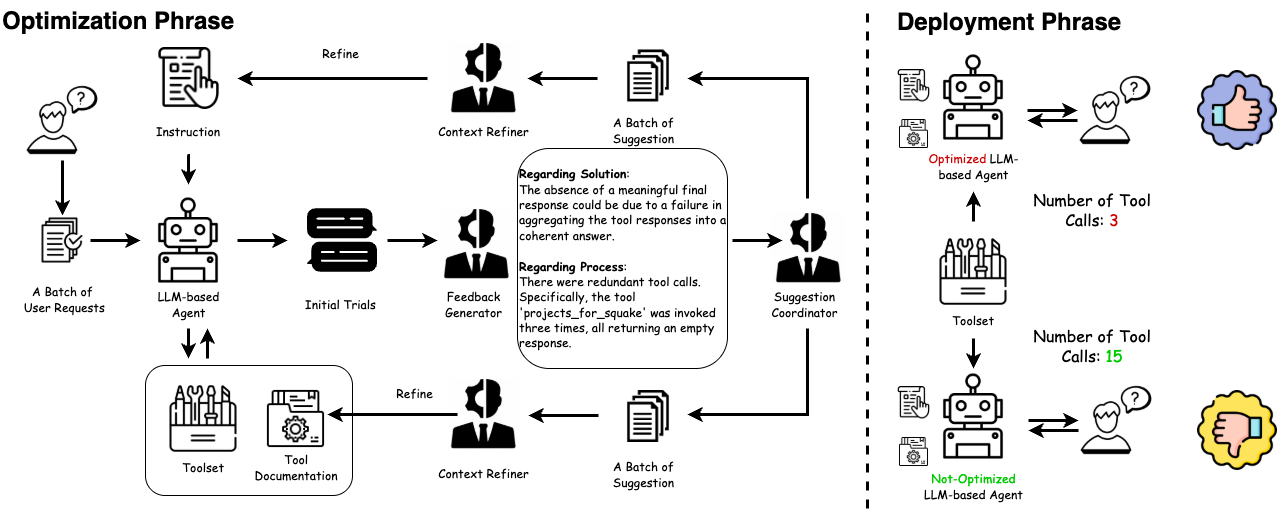 Optimization Phrase
Refine
Instruction
Context Refiner
A Batch of
Suggestion
Regarding Solution:
The absence of a meaningful final
response could be due to a failure in
aggregating the tool responses into a
coherent answer.
Regarding Process:
There were redundant tool calls.
Specifically, the tool
'projects_for_squake' was invoked
three times, all returning an empty
response.
A Batch of
User Requests
LLM-based
Agent
Initial Trials
Feedback
Generator
Suggestion
Coordinator
Refine
Toolset
Tool
Documentation
Context Refiner
A Batch of
Suggestion
Deployment Phrase
?
?
Optimized LLM-
based Agent
Number of Tool
Calls: 3
Toolset
Number of Tool
Calls: 15
?
Not-Optimized
LLM-based Agent